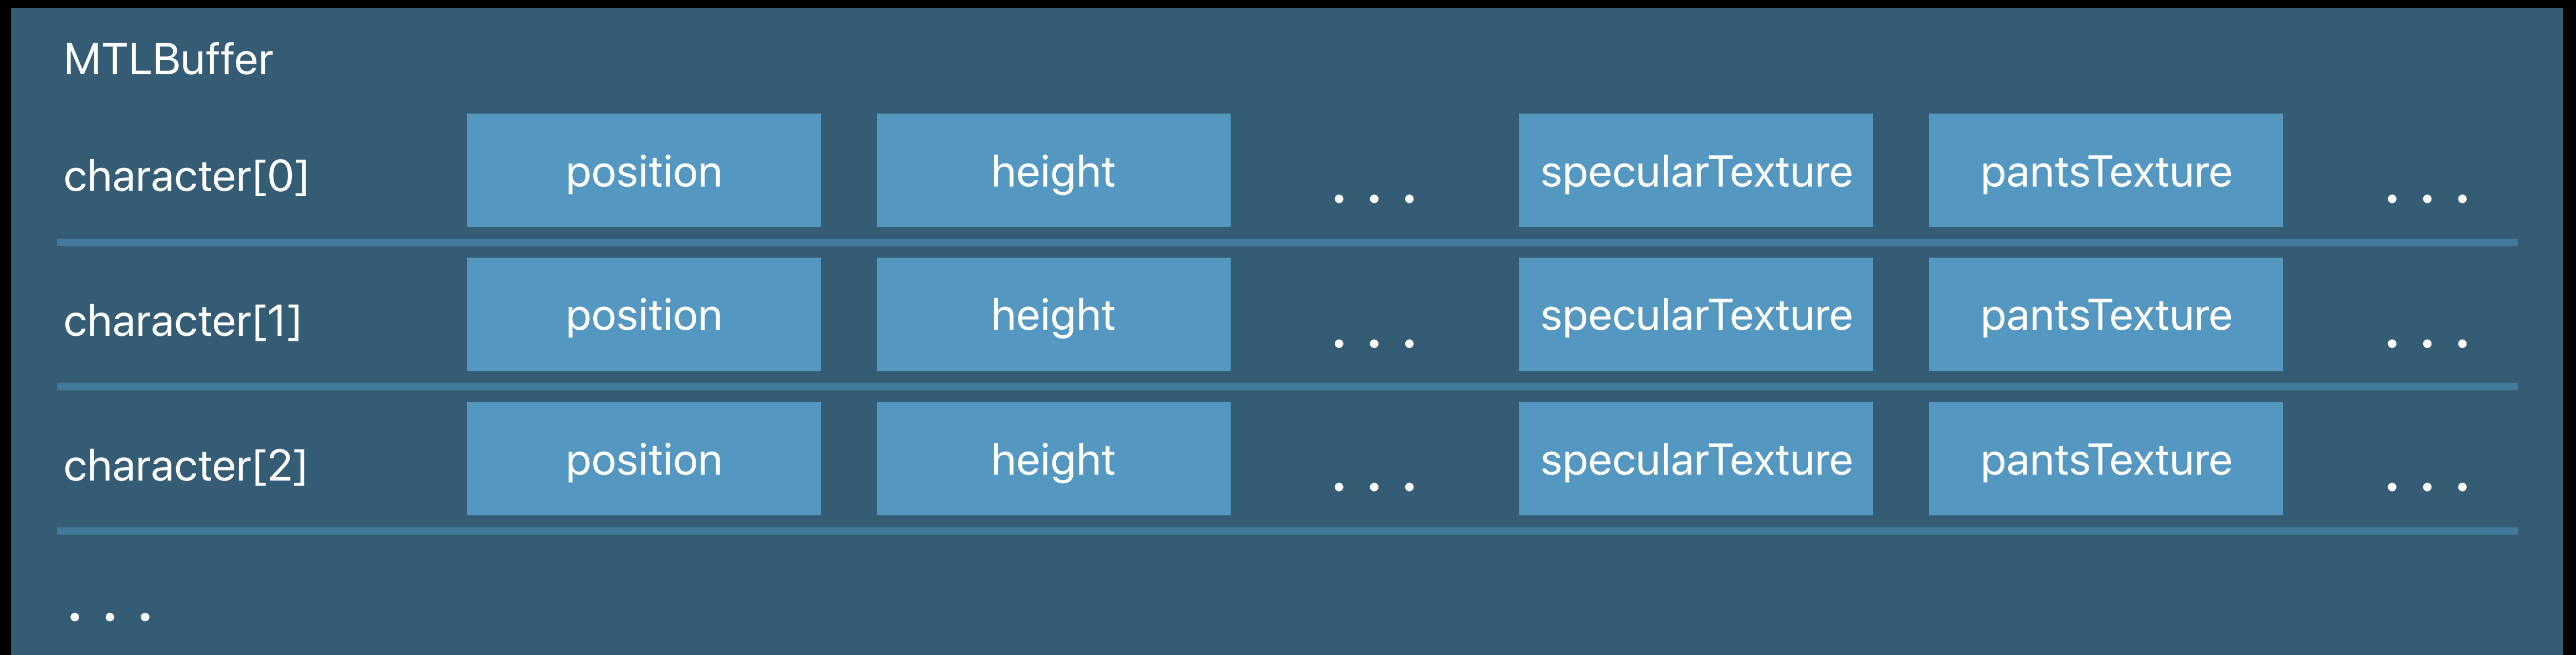 MTLBuffer
character[0] position height . . . specularTexture pantsTexture . . .
character[1] position height . . . specularTexture pantsTexture . . .
character[2] position height . . . specularTexture pantsTexture . . .
. . .